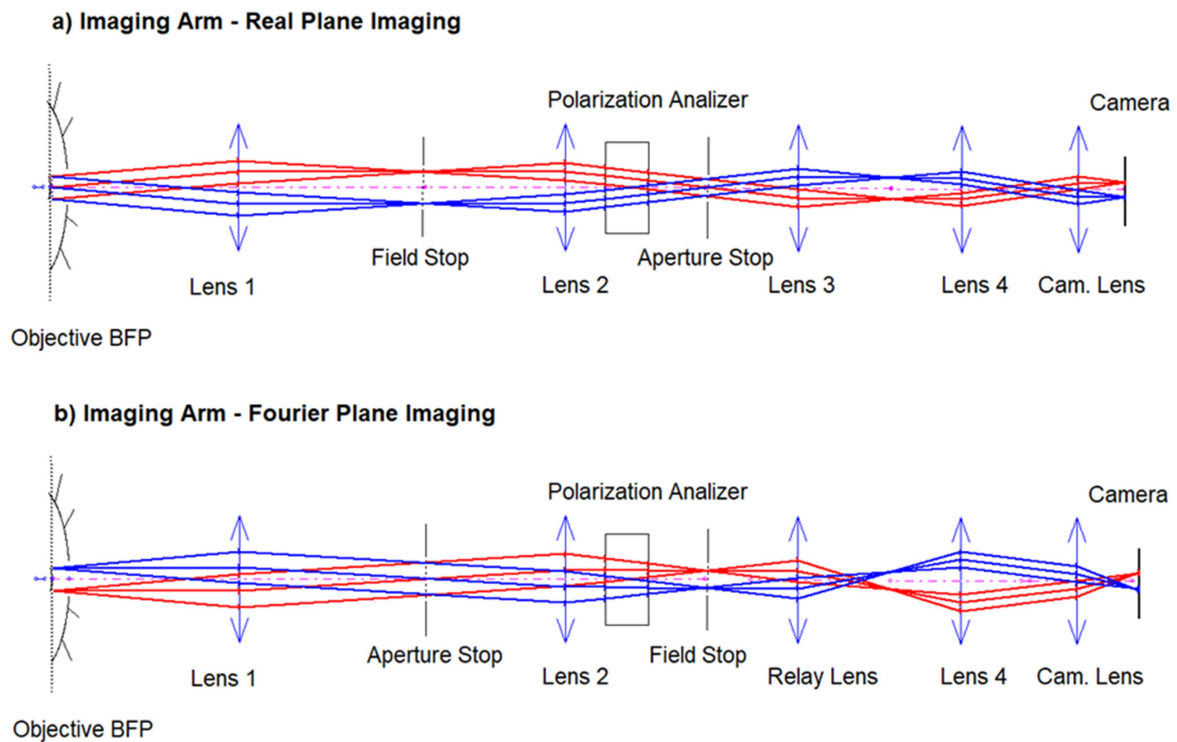 a) Imaging Arm - Real Plane Imaging
Polarization Analizer
Camera
Field Stop
Aperture Stop
Lens 1
Lens 2
Lens 3
Lens 4
Cam. Lens
Objective BFP
b) Imaging Arm - Fourier Plane Imaging
Polarization Analizer
Camera
Aperture Stop
Field Stop
Lens 1
Lens 2
Relay Lens
Lens 4
Cam. Lens
Objective BFP